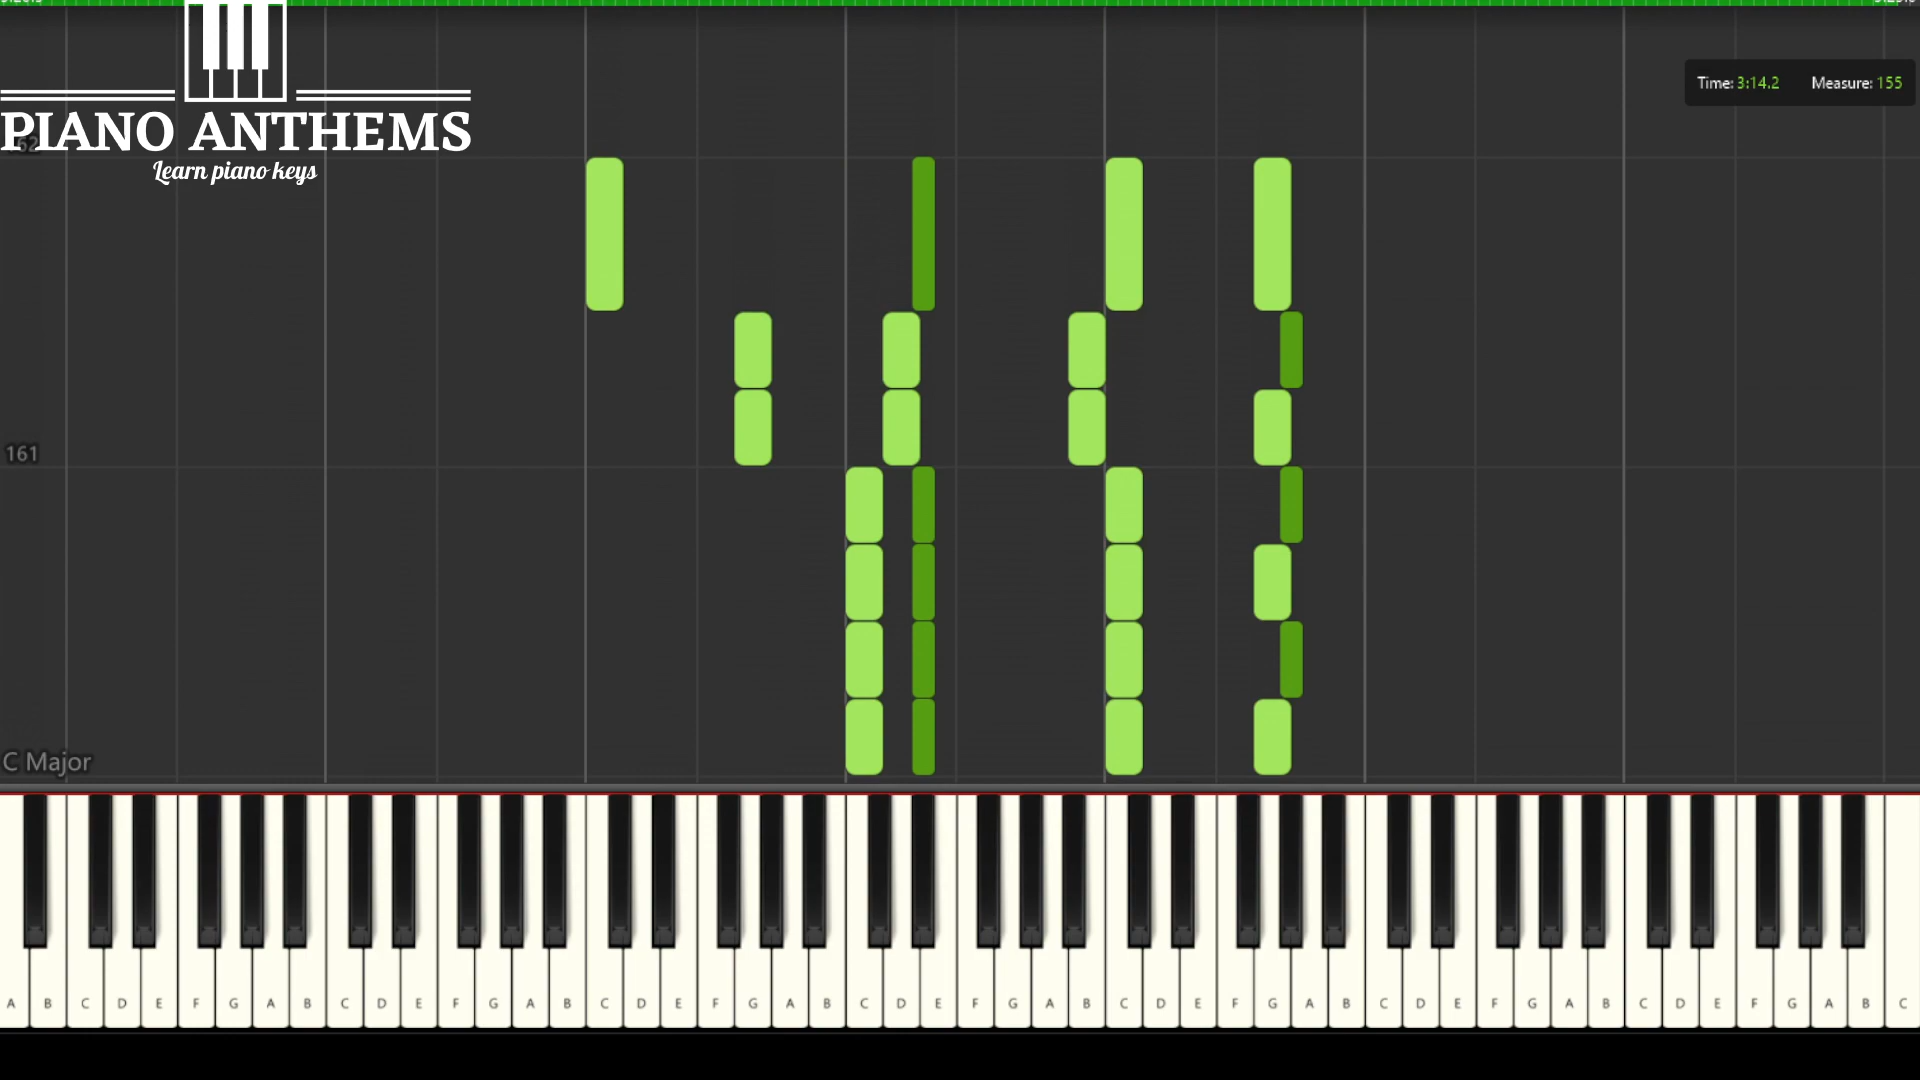 Time: 3:14.2 Measure: 155
PIANO ANTHEMS
Learn piano keys
161
C Major
A B C D E F G A B C D E F G A B C D E F G A B C D E F G A B C D E F G A B C D E F G A B C D E F G A B C